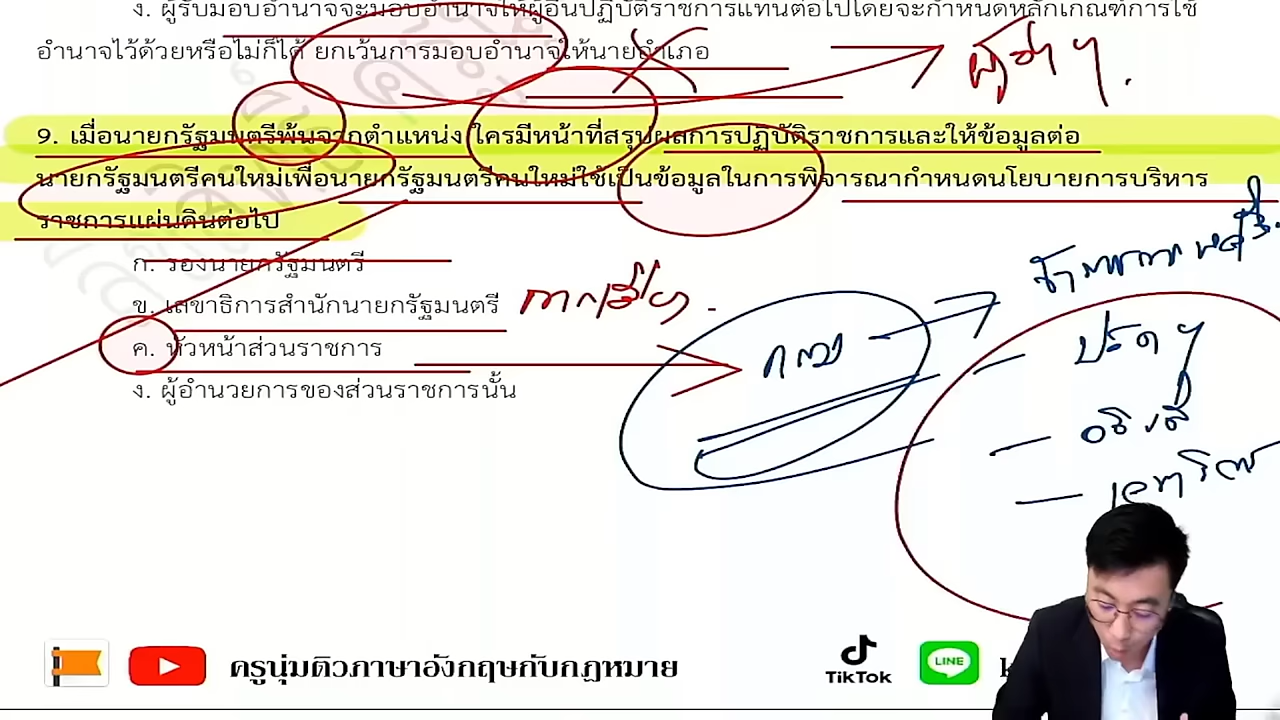 ง. ผู้รับมอบอำนาจจะมอบอำนาจให้ผู้อื่นปฏิบัติราชการแทนต่อไปโดยจะกำหนดหลักเกณฑ์การใช้
อำนาจไว้ด้วยหรือไม่ก็ได้ ยกเว้นการมอบอำนาจให้นายอำเภอ
9. เมื่อนายกรัฐมนตรีพ้นจากตำแหน่ง ใครมีหน้าที่สรุปผลการปฏิบัติราชการและให้ข้อมูลต่อ
นายกรัฐมนตรีคนใหม่เพื่อนายกรัฐมนตรีคนใหม่ใช้เป็นข้อมูลในการพิจารณากำหนดนโยบายการบริหาร
ราชการแผ่นดินต่อไป
ก. รองนายกรัฐมนตรี
ข. เลขาธิการสำนักนายกรัฐมนตรี
ค. หัวหน้าส่วนราชการ
ง. ผู้อำนวยการของส่วนราชการนั้น
ปลัด ฯ
อธิบดี
ครูนุ่มติวภาษาอังกฤษกับกฎหมาย
TikTok
LINE